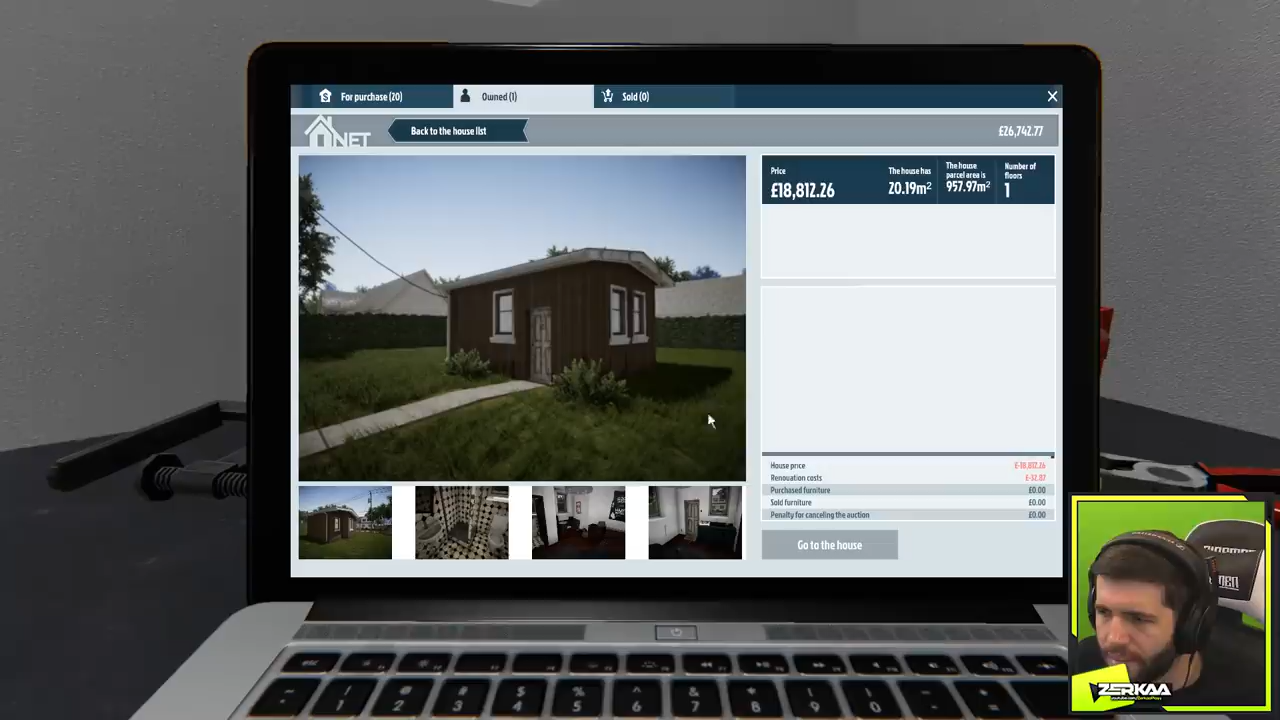 For purchase (20)
Owned (1)
Sold (0)
NET
Back to the house list
£26,742.77
Price
£18,812.26
The house has
20.19m²
The house
parcel area is
957.97m²
Number of
floors
1
House price
£-18,812.26
Renovation costs
£-32.87
Purchased furniture
£0.00
Sold furniture
£0.00
Penalty for canceling the auction
£0.00
Go to the house
ZERKAA